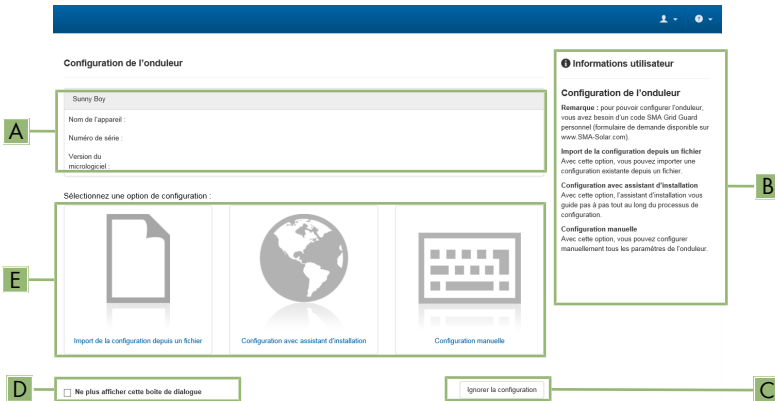 Configuration de l'onduleur
Sunny Boy
Nom de l'appareil :
Numéro de série :
Version du
micrologiciel :
A
Informations utilisateur
Configuration de l'onduleur
Remarque : pour pouvoir configurer l'onduleur,
vous avez besoin d'un code SMA Grid Guard
personnel (formulaire de demande disponible sur
www.SMA-Solar.com).
Import de la configuration depuis un fichier
Avec cette option, vous pouvez importer une
configuration existante depuis un fichier.
Configuration avec assistant d'installation
Avec cette option, l'assistant d'installation vous
guide pas à pas tout au long du processus de
configuration.
Configuration manuelle
Avec cette option, vous pouvez configurer
manuellement tous les paramètres de l'onduleur.
B
Sélectionnez une option de configuration :
E
Import de la configuration depuis un fichier
Configuration avec assistant d'installation
Configuration manuelle
D
Ne plus afficher cette boîte de dialogue
Ignorer la configuration
C